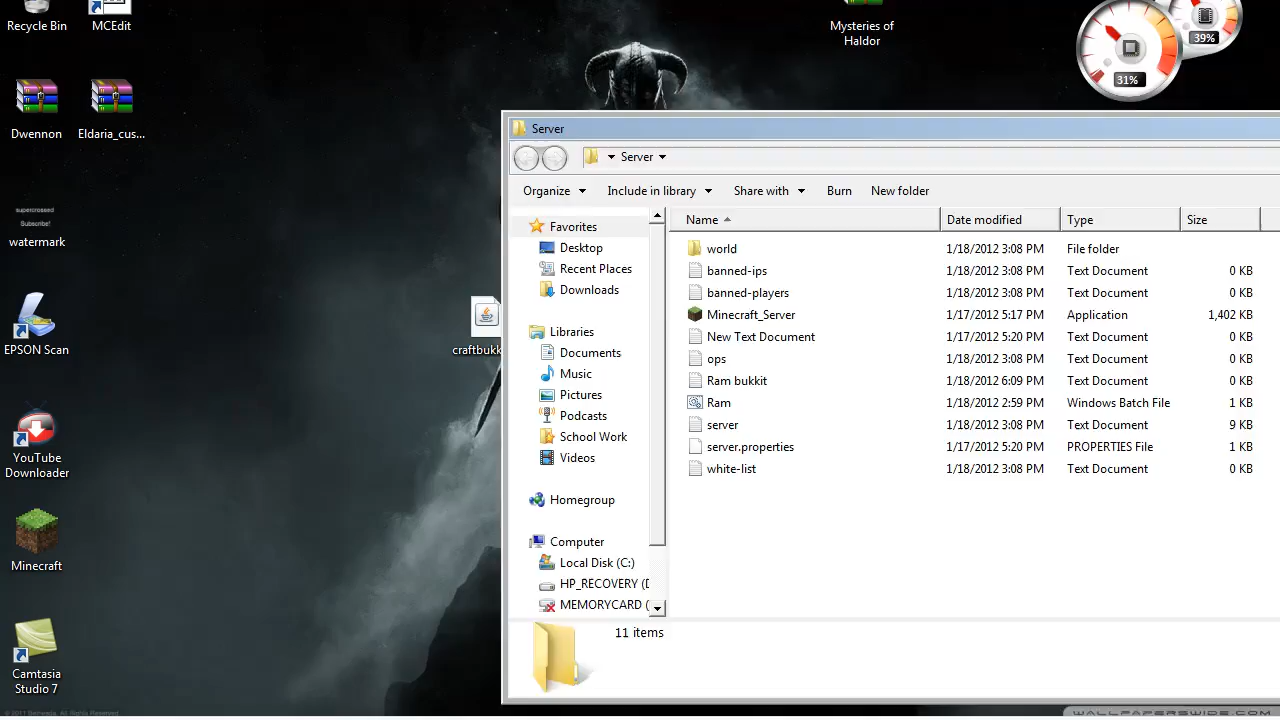 Recycle Bin
MCEdit
Mysteries of
Haldor
39%
31%
Dwennon
Eldaria_cus...
supercrossed
Subscribe!
watermark
EPSON Scan
craftbukk
YouTube
Downloader
Minecraft
Camtasia
Studio 7
Server
Server
Organize
Include in library
Share with
Burn
New folder
Name
Date modified
Type
Size
Favorites
Desktop
Recent Places
Downloads
Libraries
Documents
Music
Pictures
Podcasts
School Work
Videos
Homegroup
Computer
Local Disk (C:)
HP_RECOVERY (D
MEMORYCARD (
world 1/18/2012 3:08 PM File folder
banned-ips 1/18/2012 3:08 PM Text Document 0 KB
banned-players 1/18/2012 3:08 PM Text Document 0 KB
Minecraft_Server 1/17/2012 5:17 PM Application 1,402 KB
New Text Document 1/17/2012 5:20 PM Text Document 0 KB
ops 1/18/2012 3:08 PM Text Document 0 KB
Ram bukkit 1/18/2012 6:09 PM Text Document 0 KB
Ram 1/18/2012 2:59 PM Windows Batch File 1 KB
server 1/18/2012 3:08 PM Text Document 9 KB
server.properties 1/17/2012 5:20 PM PROPERTIES File 1 KB
white-list 1/18/2012 3:08 PM Text Document 0 KB
11 items
© 2011 Bethesda. All Rights Reserved.
WALLPAPERSWIDE.COM